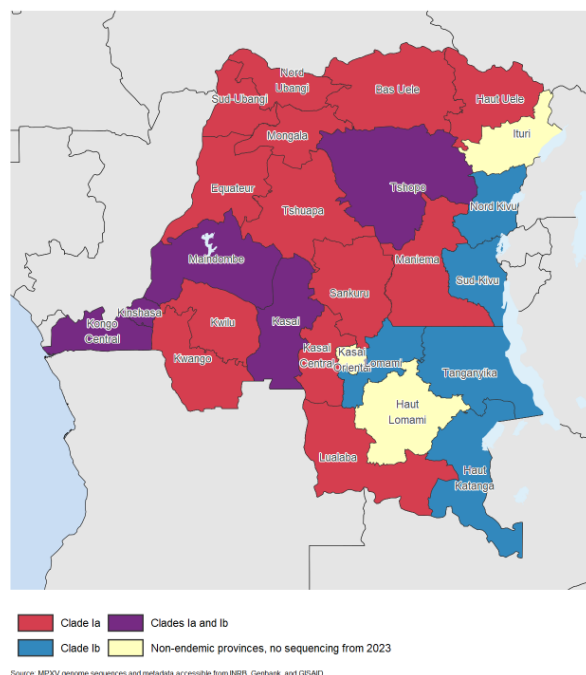 Nord
Ubangi
Sud-Ubangi
Bas Uele
Haut Uele
Ituri
Mongala
Tshopo
Equateur
Tshuapa
Nord Kivu
Maindombe
Maniema
Sud-Kivu
Sankuru
Kinshasa
Kongo
Central
Kwilu
Kasai
Kwango
Kasai
Central
Kasai
Oriental
Lomami
Tanganyika
Haut
Lomami
Lualaba
Haut
Katanga
Clade Ia
Clades Ia and Ib
Clade Ib
Non-endemic provinces, no sequencing from 2023
Source: MPXV genome sequences and metadata accessible from INRB, Genbank, and GISAID